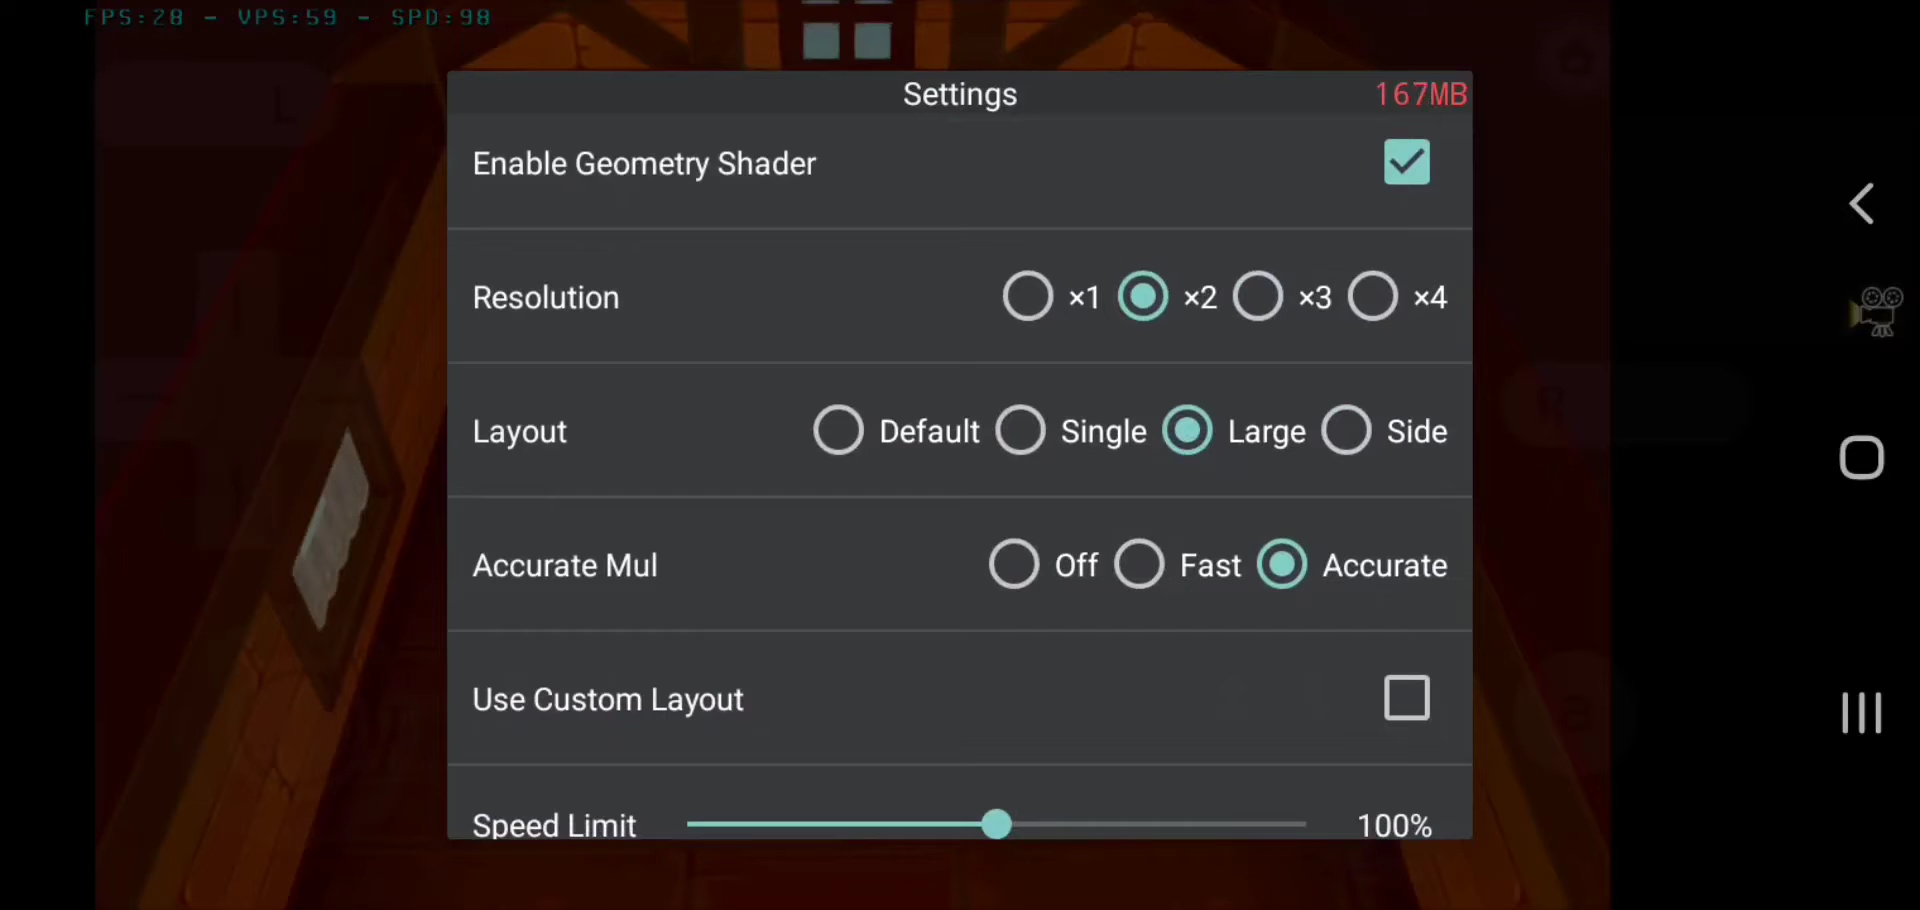 FPS:28 - VPS:59 - SPD:98
Settings
167MB
Enable Geometry Shader
Resolution ×1 ×2 ×3 ×4
Layout Default Single Large Side
Accurate Mul Off Fast Accurate
Use Custom Layout
Speed Limit 100%
L
R
B